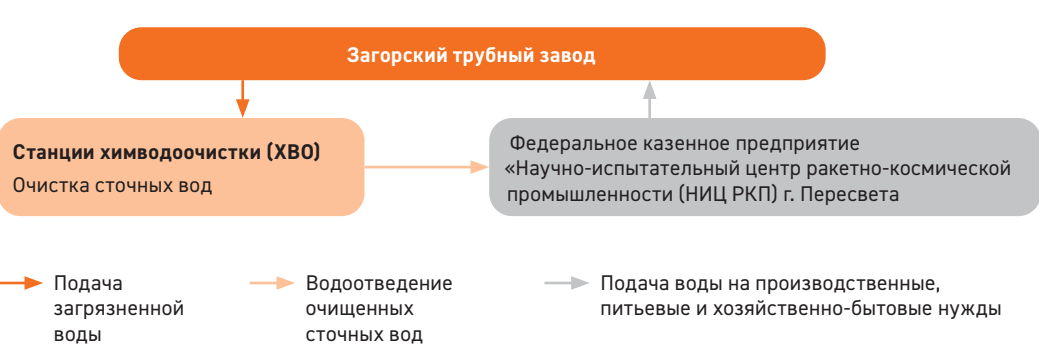 Загорский трубный завод
Станции химводоочистки (ХВО)
Очистка сточных вод
Федеральное казенное предприятие
«Научно-испытательный центр ракетно-космической
промышленности (НИЦ РКП) г. Пересвета
Подача
загрязненной
воды
Водоотведение
очищенных
сточных вод
Подача воды на производственные,
питьевые и хозяйственно-бытовые нужды